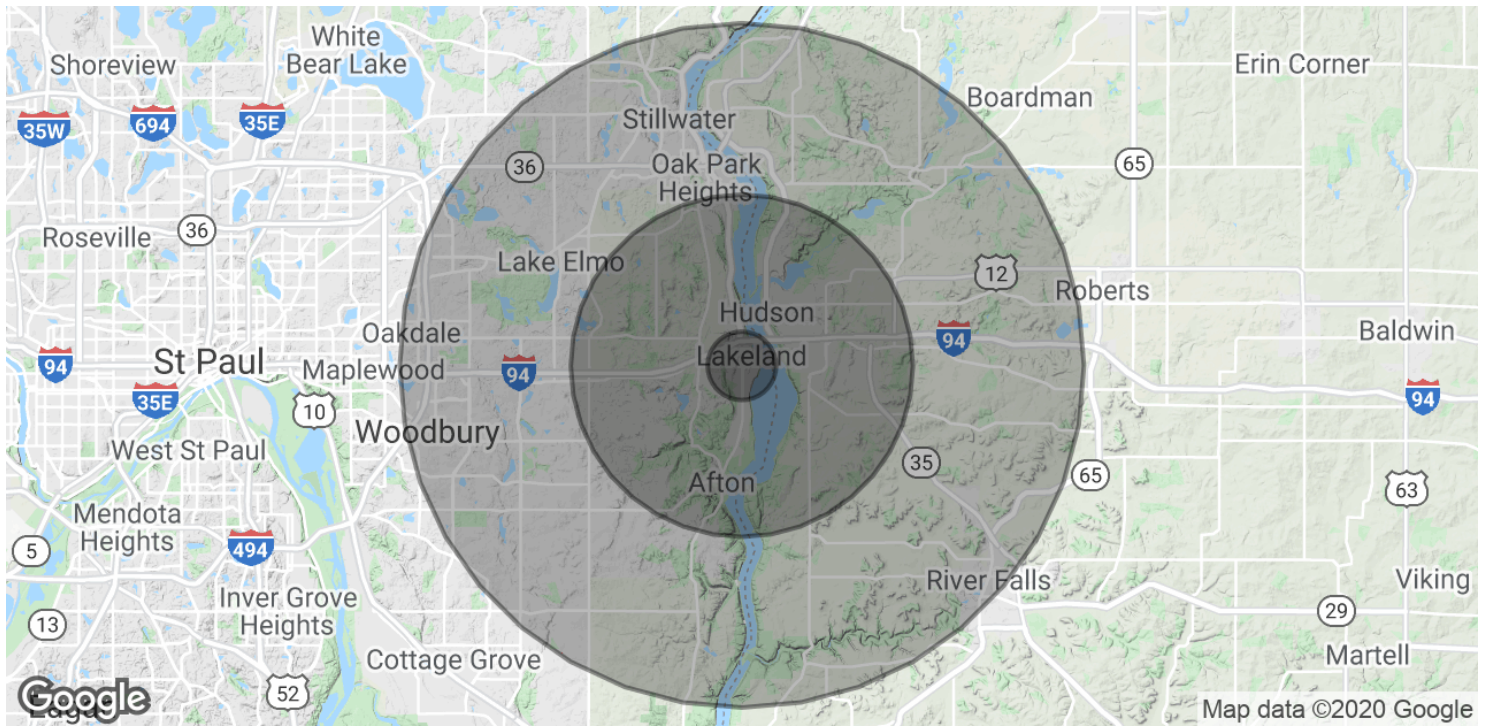 White
Bear Lake
Shoreview
Erin Corner
Boardman
35W
694
35E
Stillwater
36
Oak Park
Heights
65
36
Roseville
Lake Elmo
12
Roberts
Hudson
Oakdale
Baldwin
94
St Paul
Maplewood
94
Lakeland
94
35E
10
94
Woodbury
West St Paul
35
65
Afton
63
Mendota
Heights
5
494
River Falls
Viking
Inver Grove
Heights
13
29
Cottage Grove
Martell
52
Google
Eagan
Map data ©2020 Google